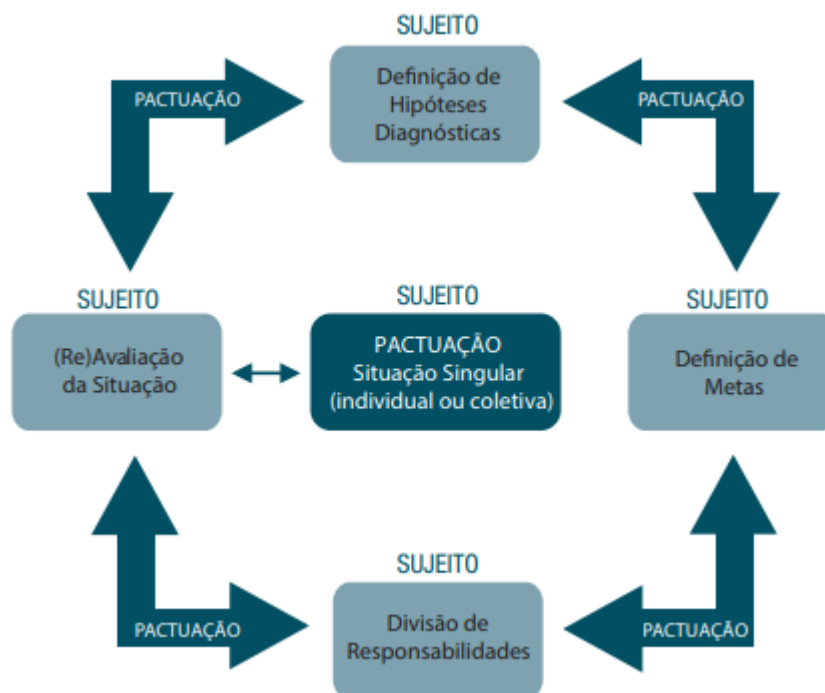 SUJEITO
Definição de
Hipóteses
Diagnósticas
PACTUAÇÃO
PACTUAÇÃO
SUJEITO
(Re)Avaliação
da Situação
SUJEITO
PACTUAÇÃO
Situação Singular
(individual ou coletiva)
SUJEITO
Definição de
Metas
SUJEITO
Divisão de
Responsabilidades
PACTUAÇÃO
PACTUAÇÃO